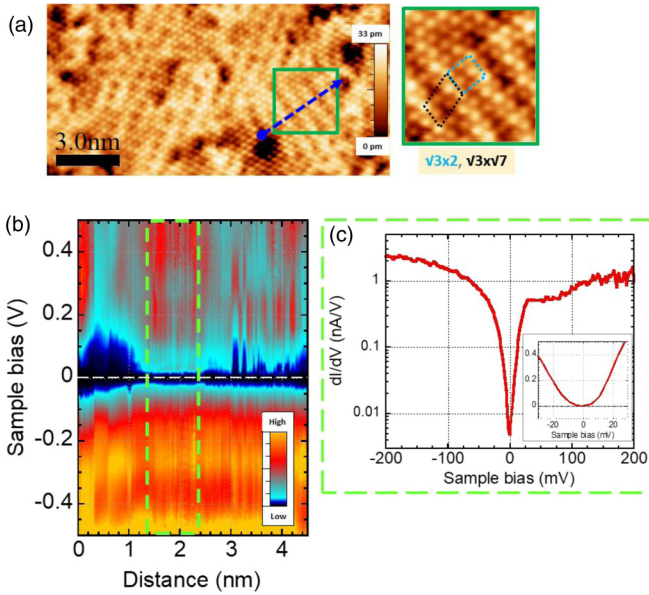 (a)
33 pm
0 pm
3.0nm
√3x2, √3x√7
(b)
0.4
0.2
0
-0.2
-0.4
Sample bias (V)
High
Low
0 1 2 3 4
Distance (nm)
(c)
1
0.1
0.01
dI/dV (nA/V)
-200 -100 0 100 200
Sample bias (mV)
0.4
0.2
0
-20 0 20
Sample bias (mV)